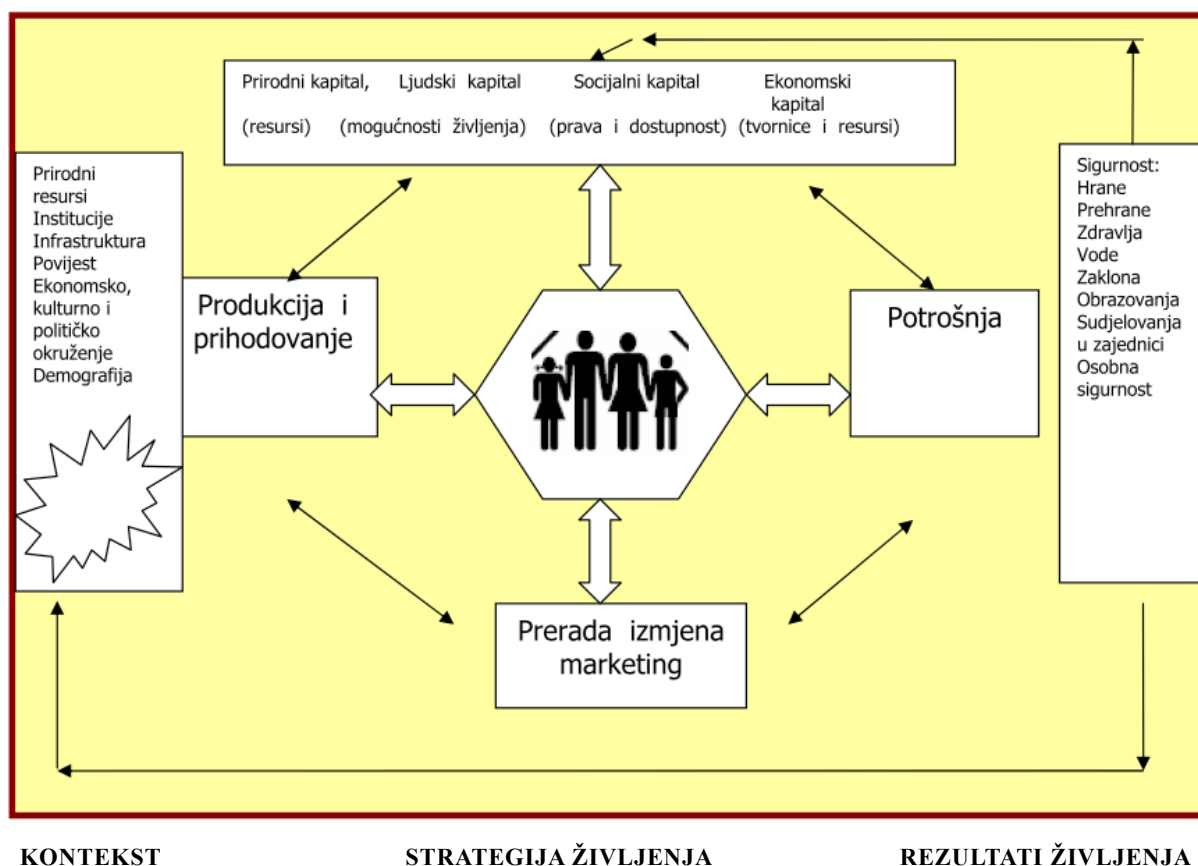 Prirodni kapital, Ljudski kapital Socijalni kapital Ekonomski
kapital
(resursi) (mogućnosti življenja) (prava i dostupnost) (tvornice i resursi)
Prirodni
resursi
Institucije
Infrastruktura
Povijest
Ekonomsko,
kulturno i
političko
okruženje
Demografija
Produkcija i
prihodovanje
Potrošnja
Sigurnost:
Hrane
Prehrane
Zdravlja
Vode
Zaklona
Obrazovanja
Sudjelovanja
u zajednici
Osobna
sigurnost
Prerada izmjena
marketing
KONTEKST STRATEGIJA ŽIVLJENJA REZULTATI ŽIVLJENJA